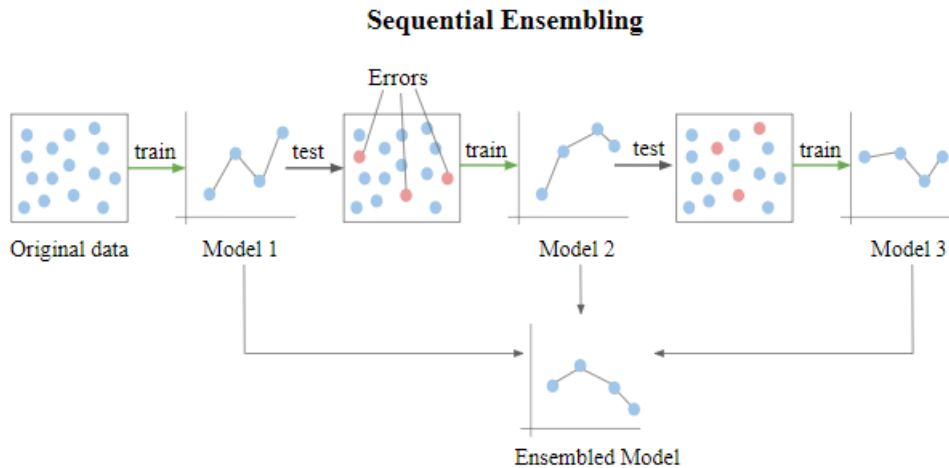 Sequential Ensembling
Errors
train
test
train
test
train
Original data
Model 1
Model 2
Model 3
Ensembled Model